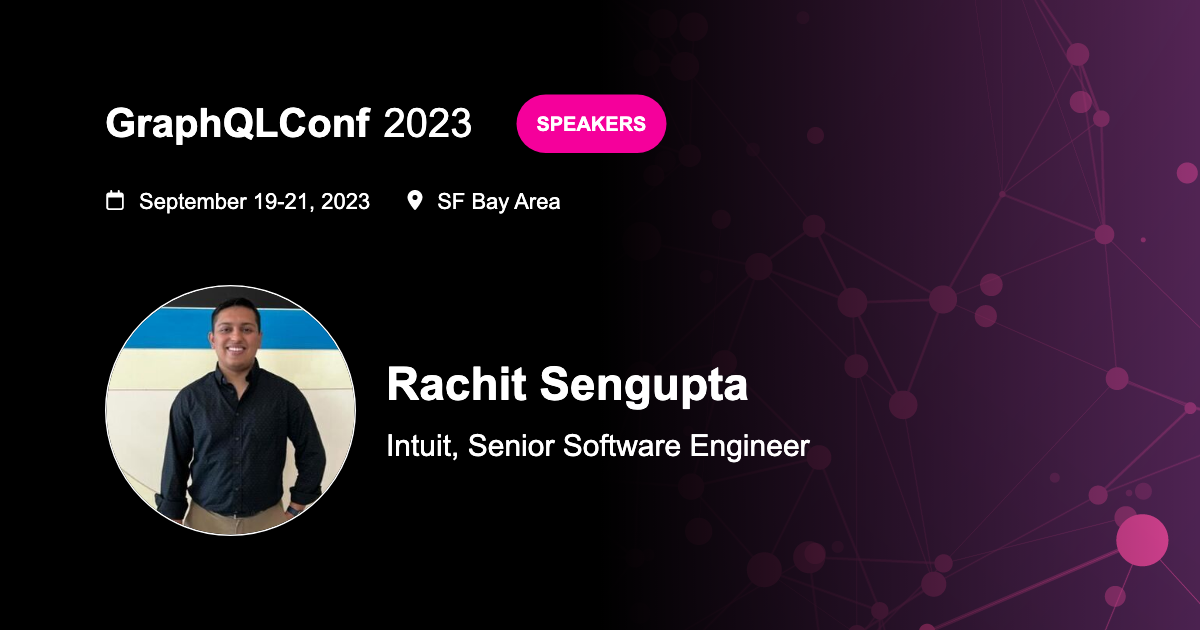 GraphQLConf 2023
SPEAKERS
September 19-21, 2023
SF Bay Area
Rachit Sengupta
Intuit, Senior Software Engineer